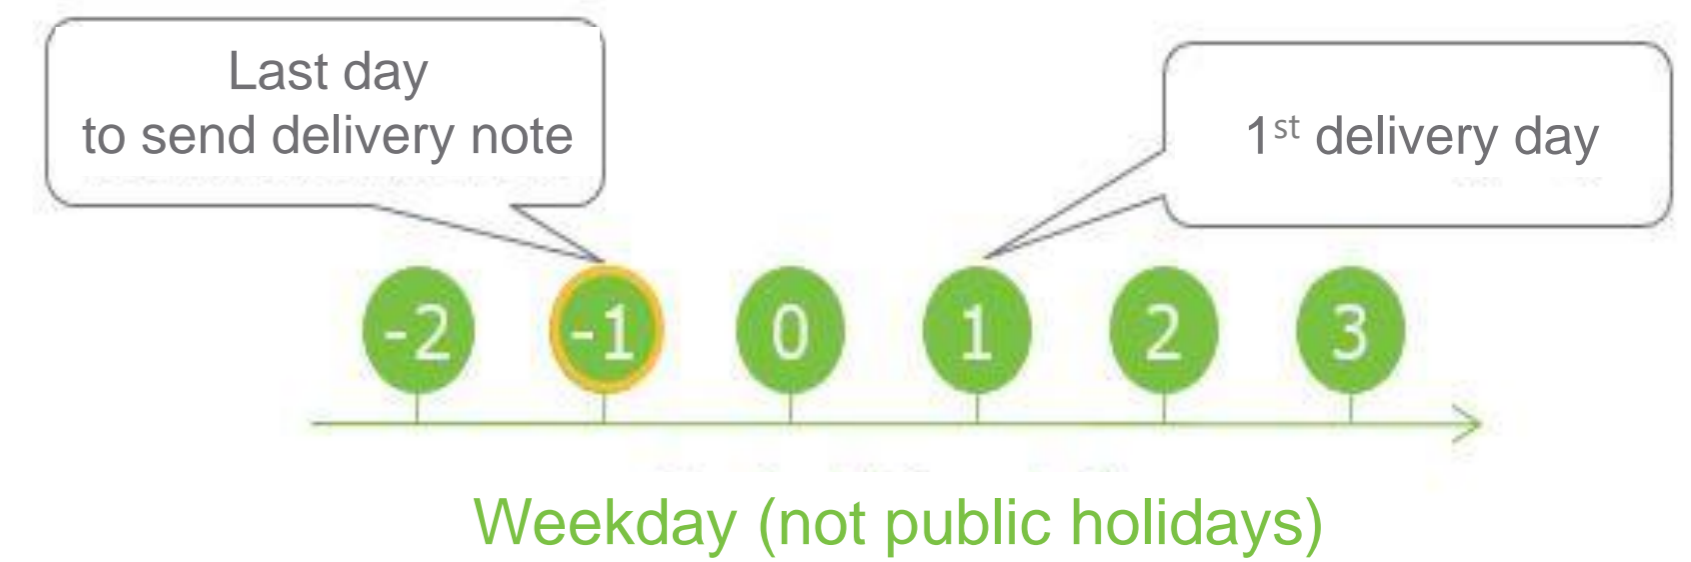 Last day
to send delivery note
1st delivery day
-2 -1 0 1 2 3
Weekday (not public holidays)